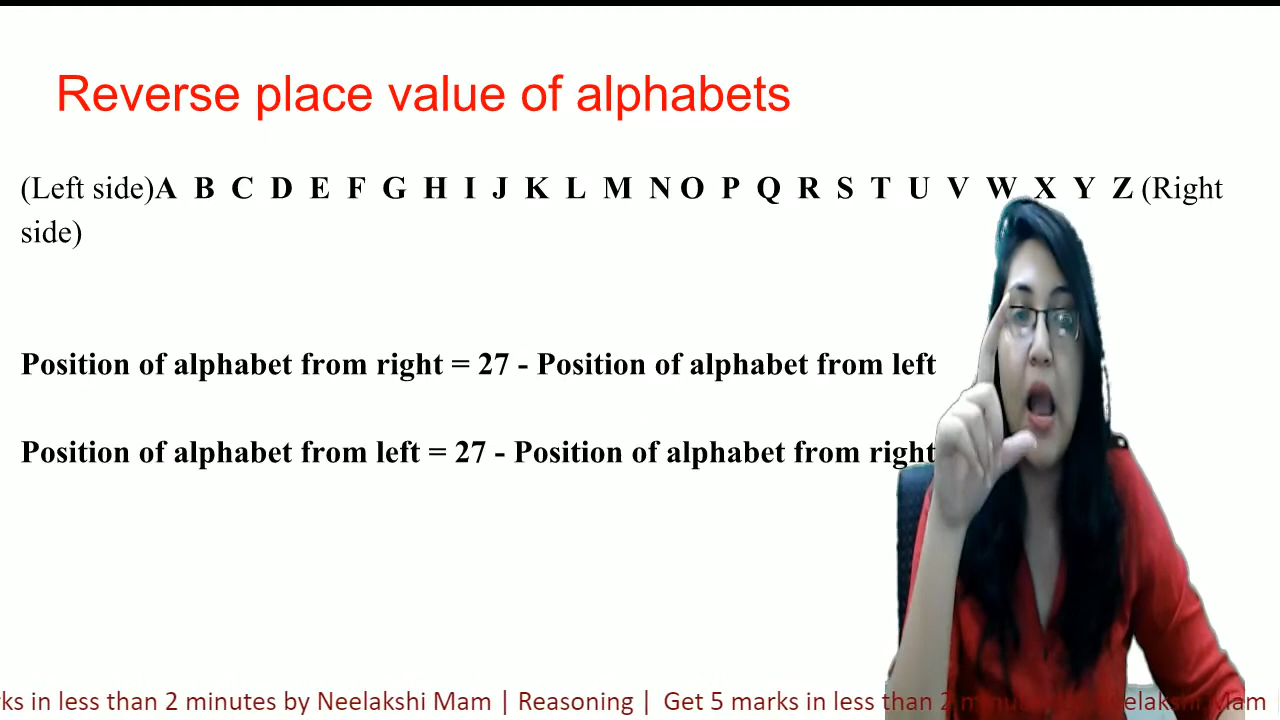 Reverse place value of alphabets
(Left side)A B C D E F G H I J K L M N O P Q R S T U V W X Y Z (Right
side)
Position of alphabet from right = 27 - Position of alphabet from left
Position of alphabet from left = 27 - Position of alphabet from right
ks in less than 2 minutes by Neelakshi Mam | Reasoning | Get 5 marks in less than 2 Mam